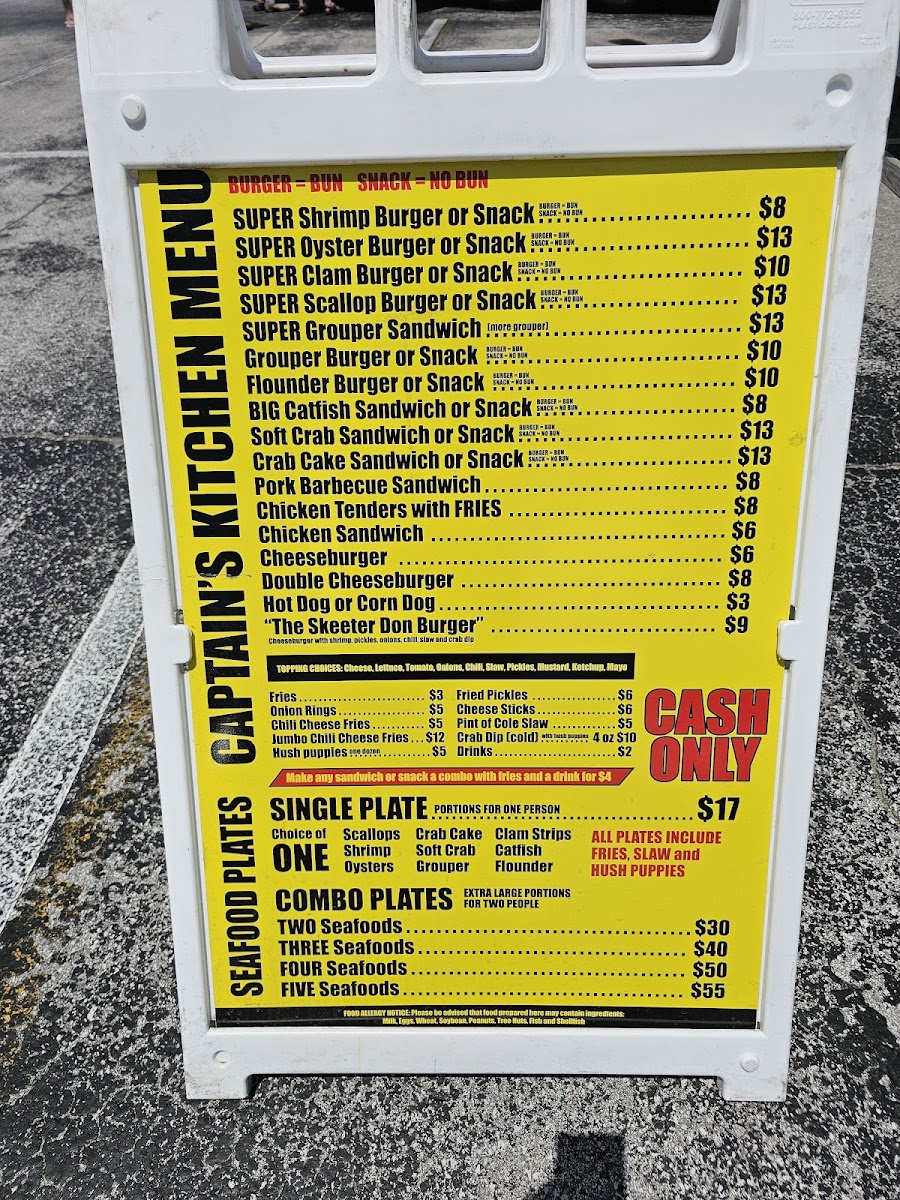 CAPTAIN'S KITCHEN MENU
BURGER = BUN SNACK = NO BUN
SUPER Shrimp Burger or Snack BURGER = BUN SNACK = NO BUN $8
SUPER Oyster Burger or Snack BURGER = BUN SNACK = NO BUN $13
SUPER Clam Burger or Snack BURGER = BUN SNACK = NO BUN $10
SUPER Scallop Burger or Snack BURGER = BUN SNACK = NO BUN $13
SUPER Grouper Sandwich (more grouper) $13
Grouper Burger or Snack BURGER = BUN SNACK = NO BUN $10
Flounder Burger or Snack BURGER = BUN SNACK = NO BUN $10
BIG Catfish Sandwich or Snack BURGER = BUN SNACK = NO BUN $8
Soft Crab Sandwich or Snack BURGER = BUN SNACK = NO BUN $13
Crab Cake Sandwich or Snack BURGER = BUN SNACK = NO BUN $13
Pork Barbecue Sandwich $8
Chicken Tenders with FRIES $8
Chicken Sandwich $6
Cheeseburger $6
Double Cheeseburger $8
Hot Dog or Corn Dog $3
"The Skeeter Don Burger" $9
Cheeseburger with shrimp, pickles, onions, chili, slaw and crab dip
TOPPING CHOICES: Cheese, Lettuce, Tomato, Onions, Chili, Slaw, Pickles, Mustard, Ketchup, Mayo
Fries $3
Onion Rings $5
Chili Cheese Fries $5
Jumbo Chili Cheese Fries $12
Hush puppies one dozen $5
Fried Pickles $6
Cheese Sticks $6
Pint of Cole Slaw $5
Crab Dip (cold) with hush puppies 4 oz $10
Drinks $2
CASH
ONLY
Make any sandwich or snack a combo with fries and a drink for $4
SEAFOOD PLATES
SINGLE PLATE PORTIONS FOR ONE PERSON $17
Choice of
ONE
Scallops Crab Cake Clam Strips
Shrimp Soft Crab Catfish
Oysters Grouper Flounder
ALL PLATES INCLUDE
FRIES, SLAW and
HUSH PUPPIES
COMBO PLATES EXTRA LARGE PORTIONS FOR TWO PEOPLE
TWO Seafoods $30
THREE Seafoods $40
FOUR Seafoods $50
FIVE Seafoods $55
FOOD ALLERGY NOTICE: Please be advised that food prepared here may contain ingredients:
Milk, Eggs, Wheat, Soybean, Peanuts, Tree Nuts, Fish and Shellfish